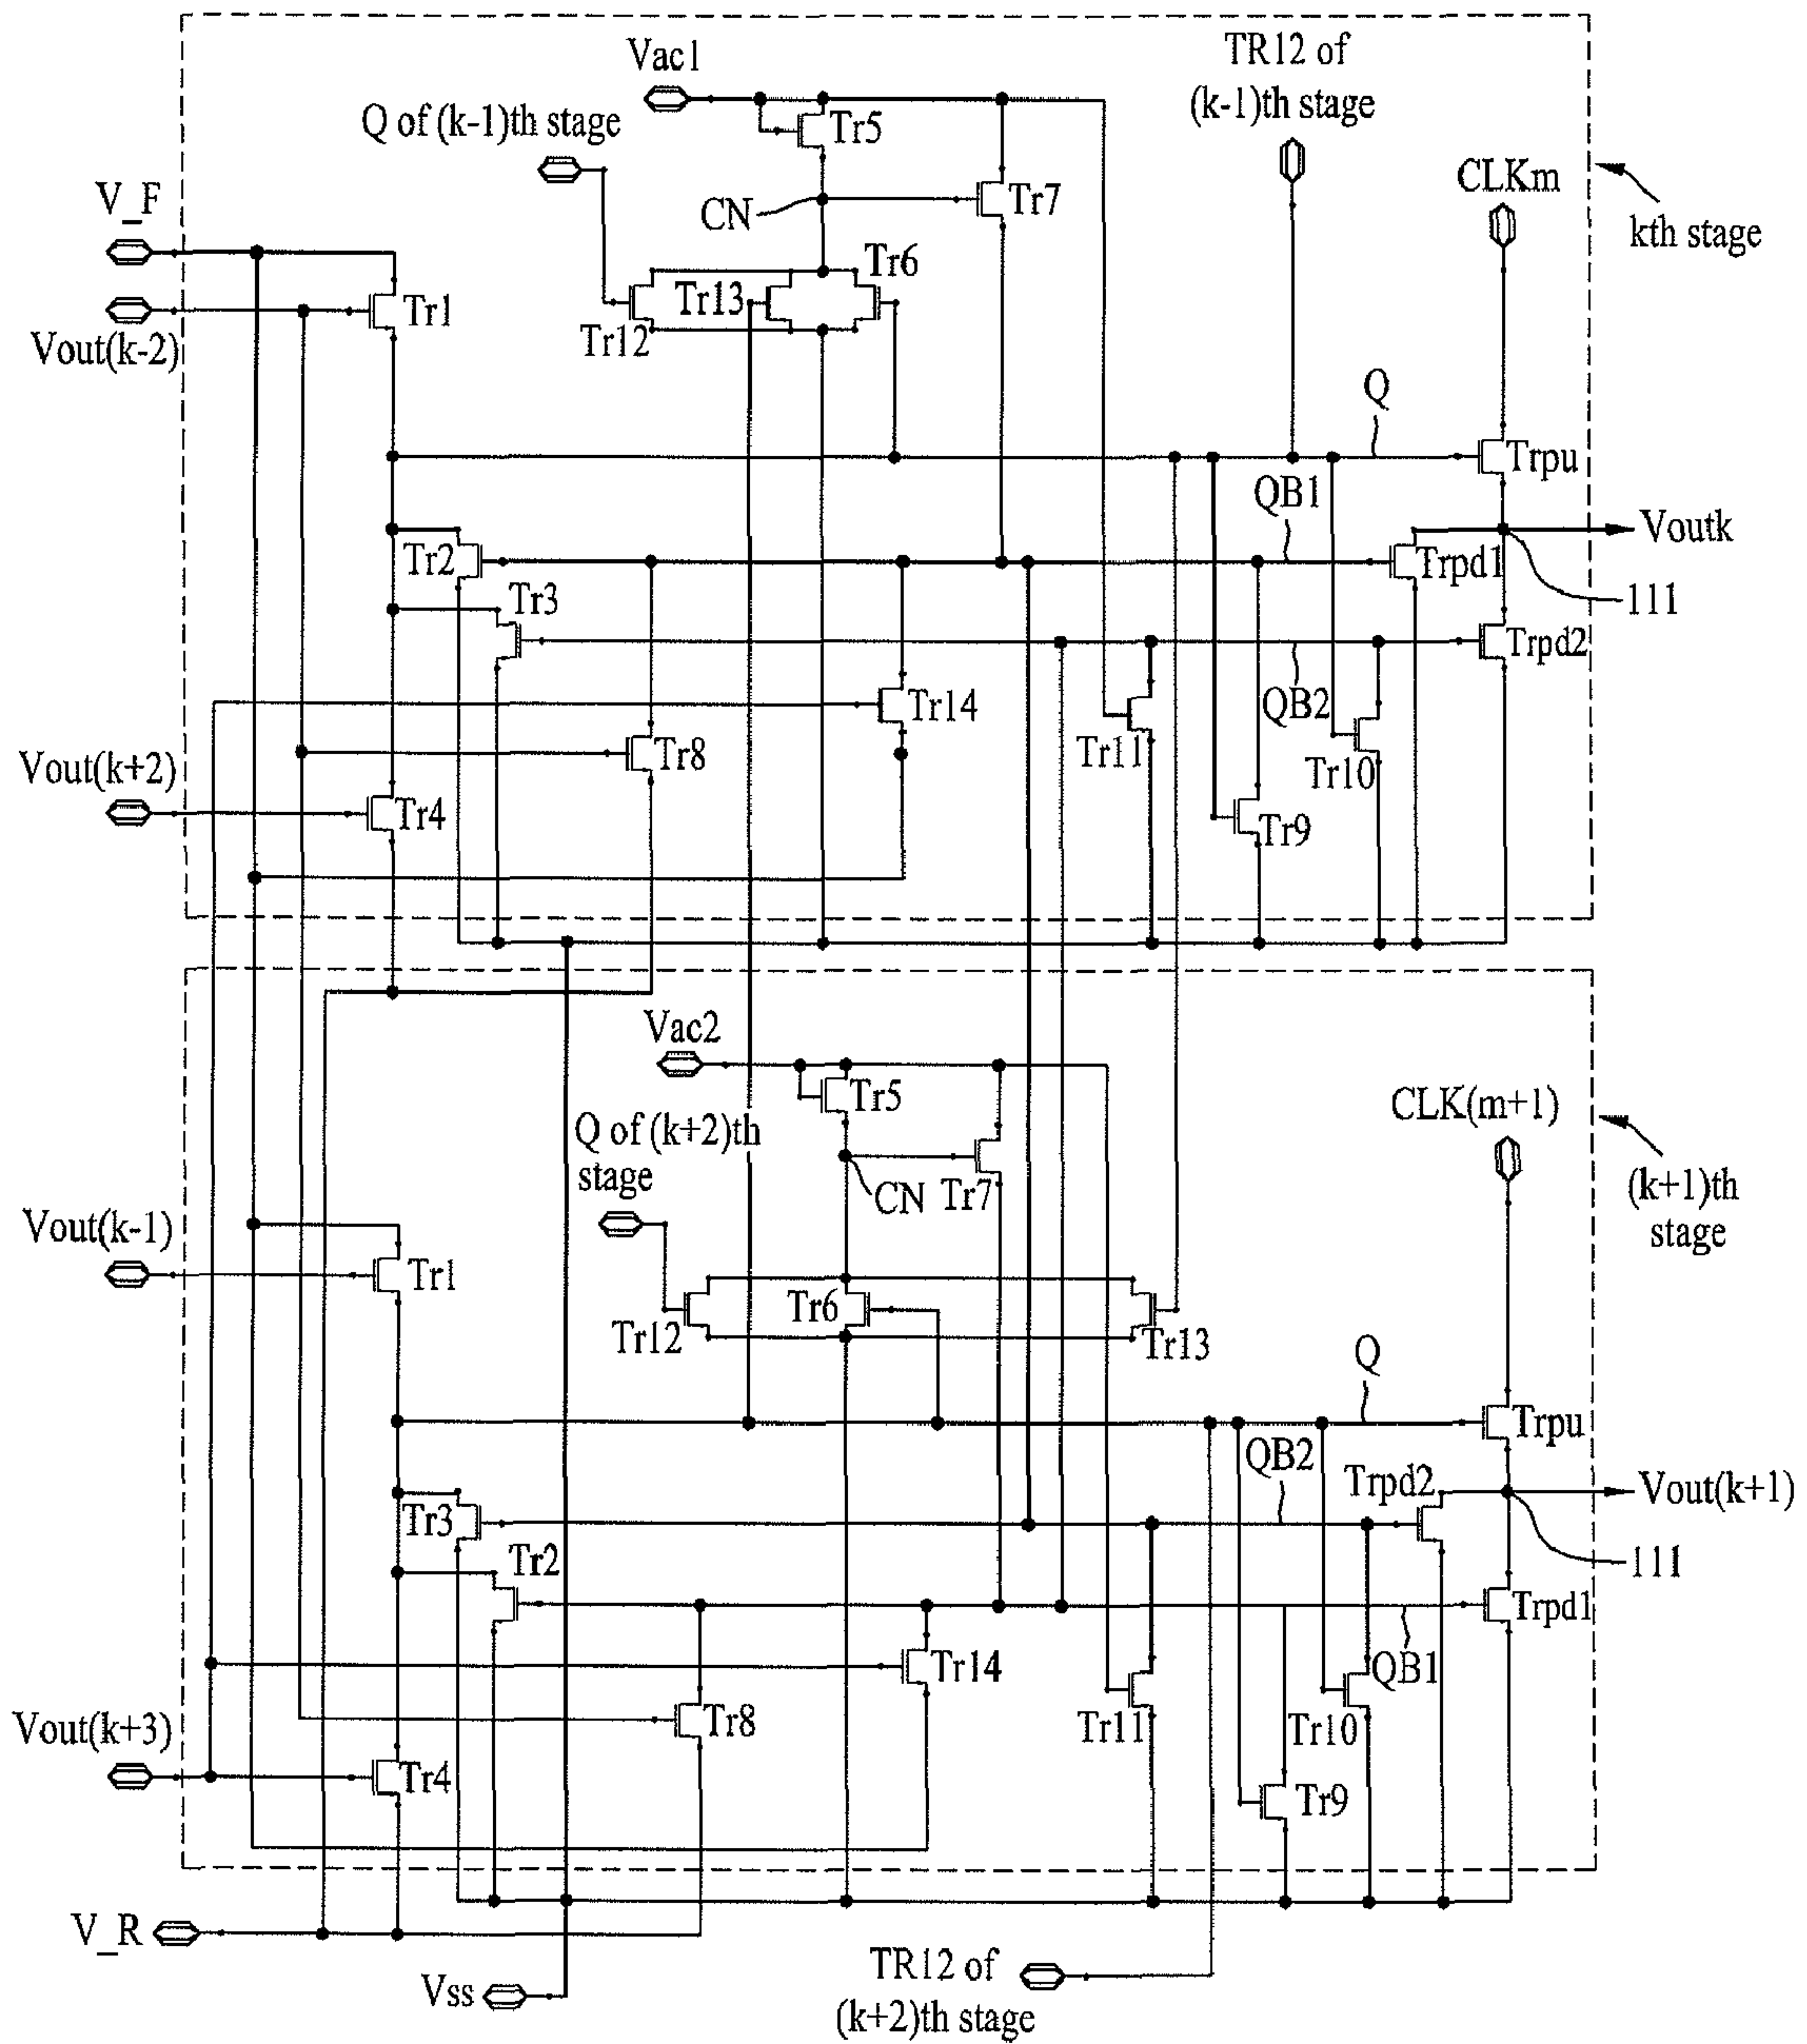 Vac1
TR12 of
(k-1)th stage
Q of (k-1)th stage
Tr5
V_F
CN
Tr7
CLKm
kth stage
Tr6
Tr13
Tr1
Tr12
Vout(k-2)
Q
Trpu
QB1
Voutk
Tr2
Trpd1
Tr3
111
Trpd2
QB2
Tr14
Tr11
Tr8
Tr10
Vout(k+2)
Tr4
Tr9
Vac2
Tr5
CLK(m+1)
Q of (k+2)th
stage
CN
Tr7
(k+1)th
stage
Vout(k-1)
Tr1
Tr6
Tr12
Tr13
Q
Trpu
QB2
Trpd2
Vout(k+1)
Tr3
Tr2
111
Trpd1
Tr14
QB1
Tr8
Tr11
Tr10
Vout(k+3)
Tr4
Tr9
V_R
TR12 of
(k+2)th stage
Vss